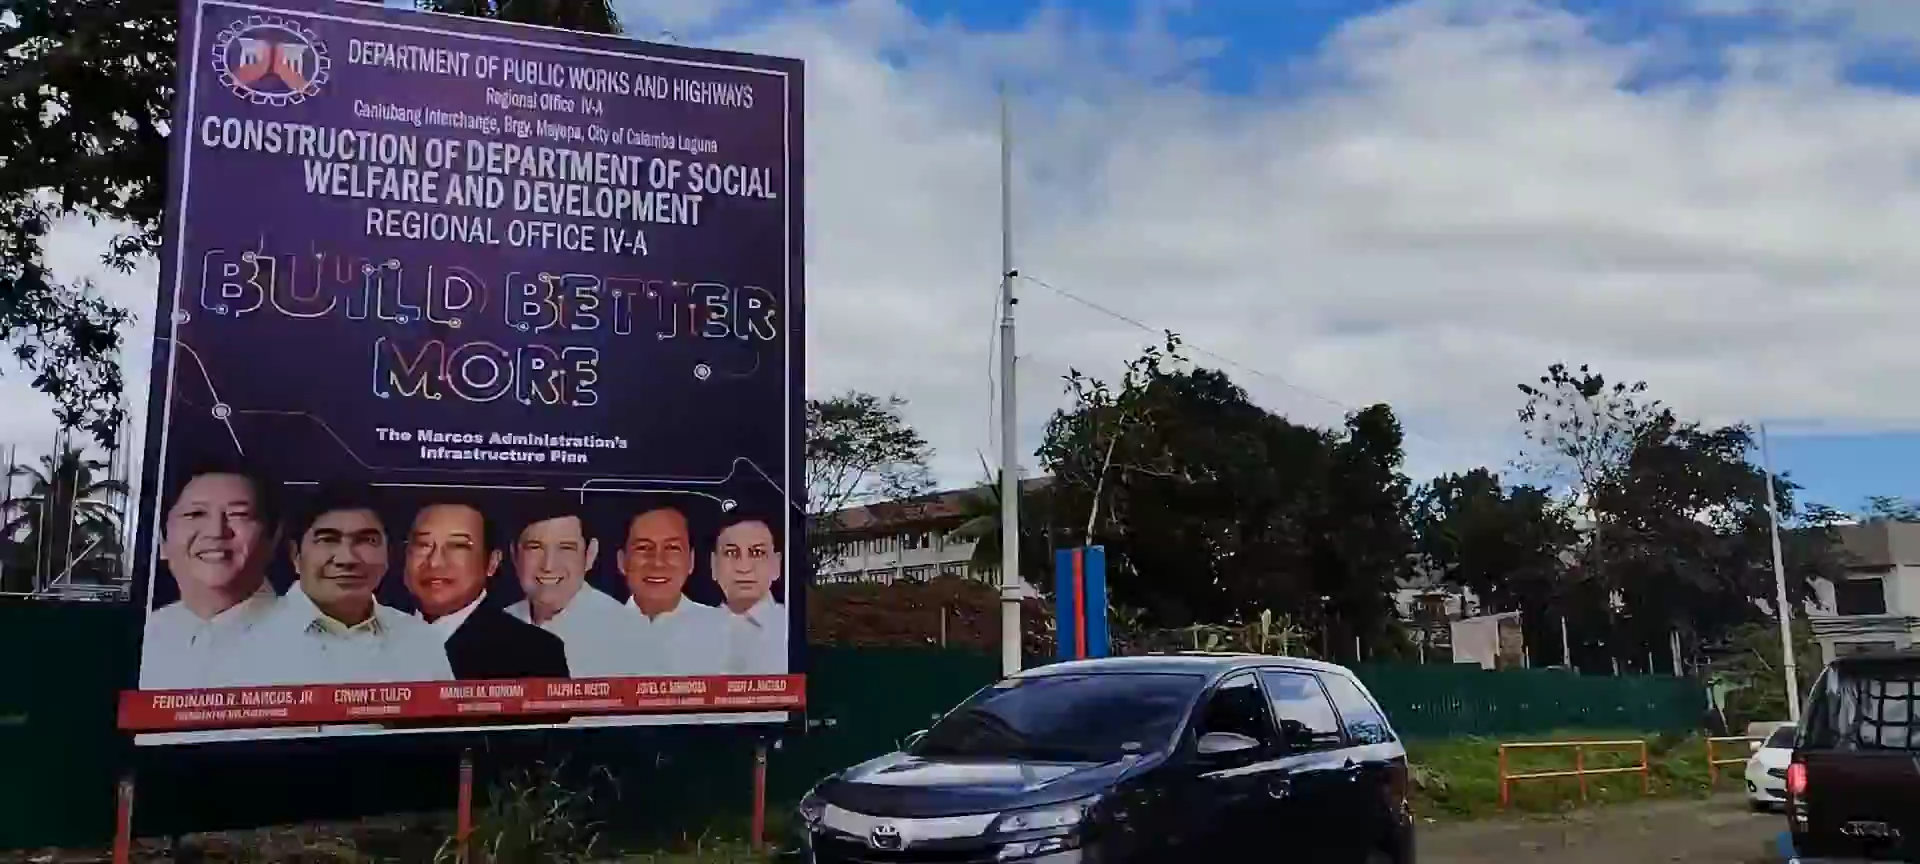 DEPARTMENT OF PUBLIC WORKS AND HIGHWAYS
Regional Office IV-A
Canlubang Interchange, Brgy, Mayapa, City of Calamba Laguna
CONSTRUCTION OF DEPARTMENT OF SOCIAL
WELFARE AND DEVELOPMENT
REGIONAL OFFICE IV-A
BUILD BETTER
MORE
The Marcos Administration's
Infrastructure Plan
FERDINAND R. MARCOS, JR ERWIN T. TULFO MANUEL M. BONOAN RALPH G. RECTO